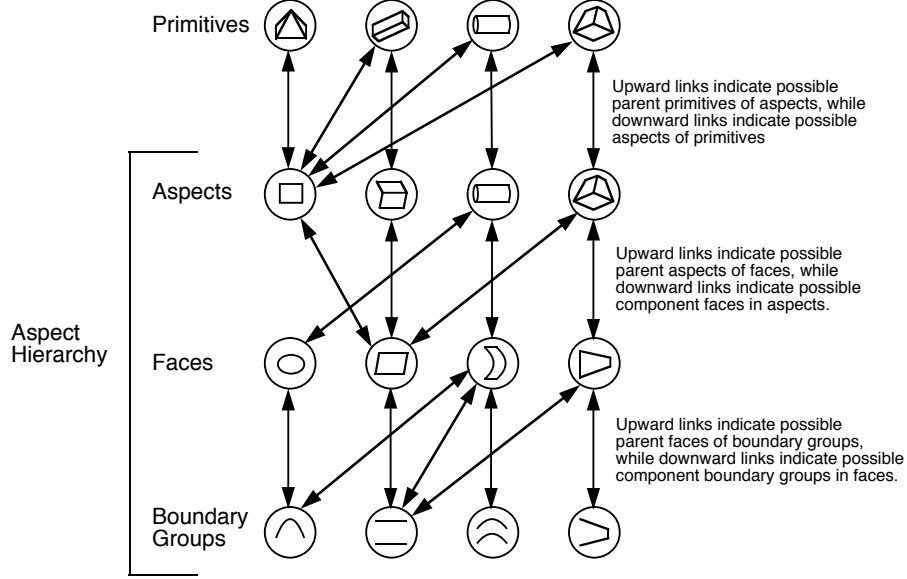 Primitives
Upward links indicate possible
parent primitives of aspects, while
downward links indicate possible
aspects of primitives
Aspects
Upward links indicate possible
parent aspects of faces, while
downward links indicate possible
component faces in aspects.
Aspect
Hierarchy
Faces
Upward links indicate possible
parent faces of boundary groups,
while downward links indicate possible
component boundary groups in faces.
Boundary
Groups